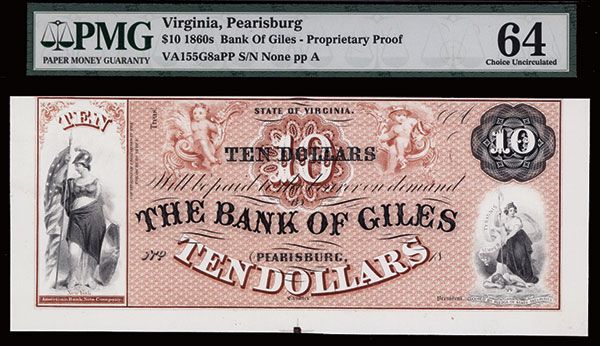 PMG
PAPER MONEY GUARANTY
Virginia, Pearisburg
$10 1860s Bank Of Giles - Proprietary Proof
VA155G8aPP S/N None pp A
64
Choice Uncirculated
TEN
STATE OF VIRGINIA.
10
TEN DOLLARS
10
Will be paid to the bearer on demand
THE BANK OF GILES
PEARISBURG,
TEN DOLLARS
American Bank Note Company.
Cashier
President